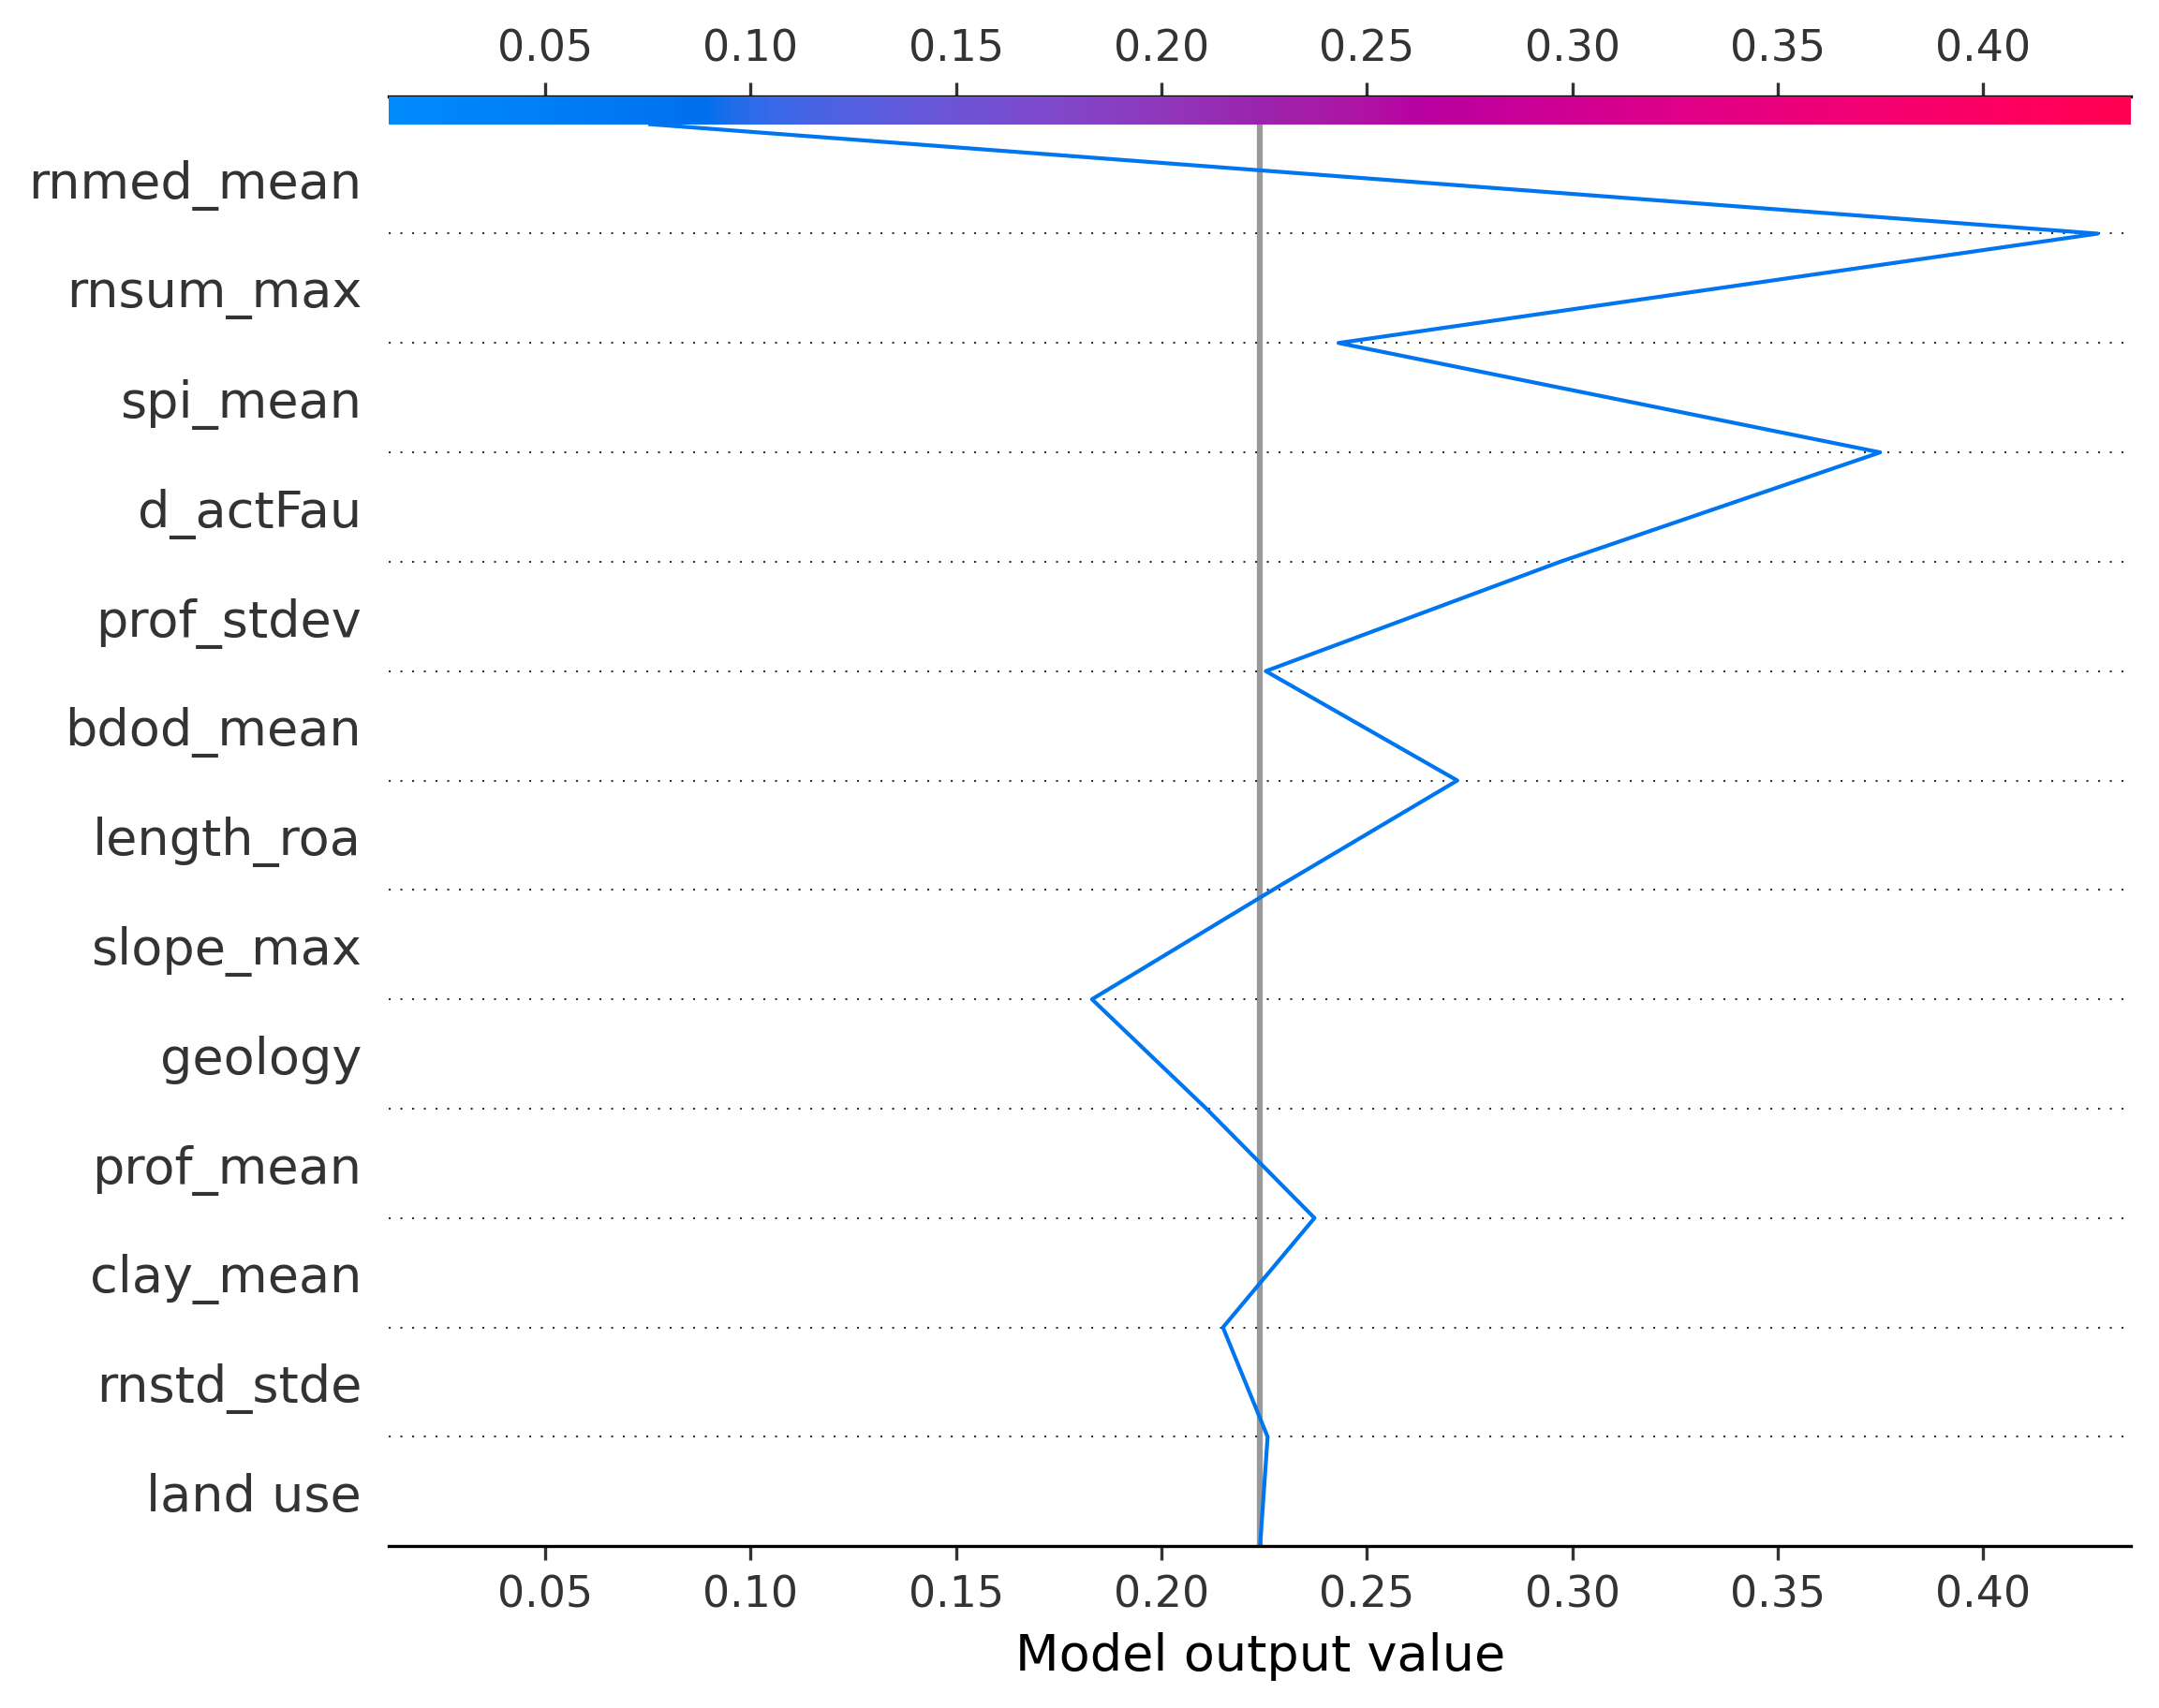 0.05 0.10 0.15 0.20 0.25 0.30 0.35 0.40
rnmed_mean
rnsum_max
spi_mean
d_actFau
prof_stdev
bdod_mean
length_roa
slope_max
geology
prof_mean
clay_mean
rnstd_stde
land use
0.05 0.10 0.15 0.20 0.25 0.30 0.35 0.40
Model output value